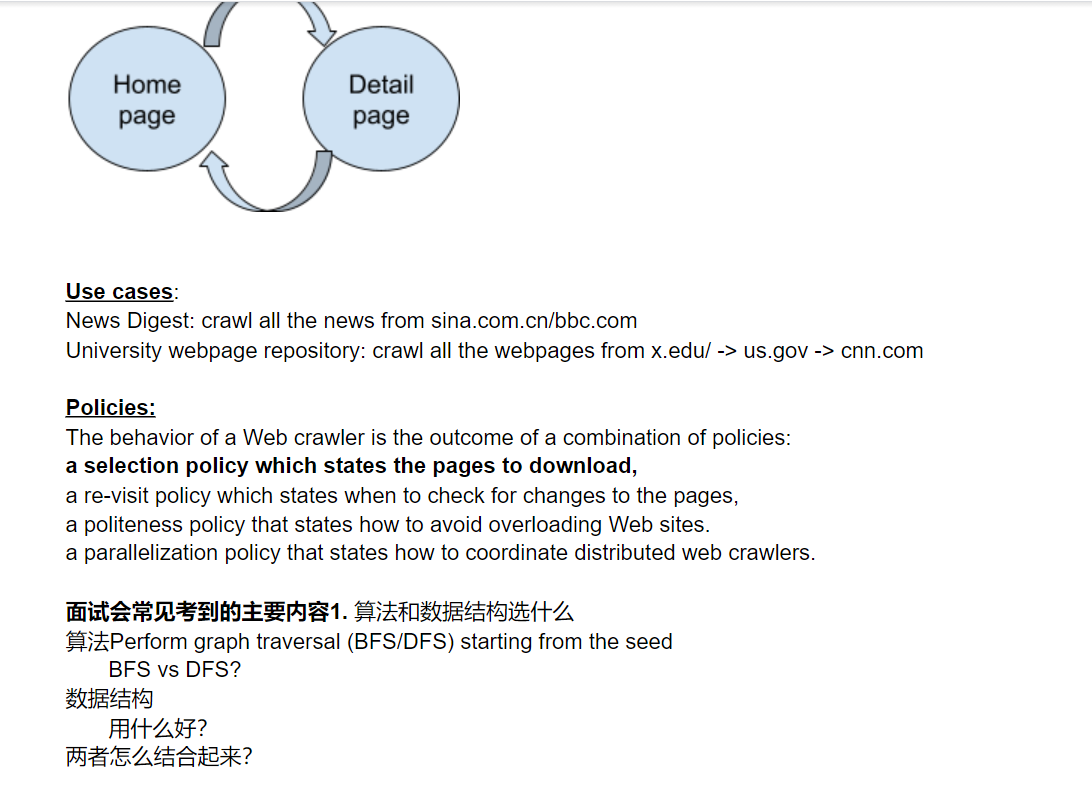 Home
page
Detail
page
Use cases:
News Digest: crawl all the news from sina.com.cn/bbc.com
University webpage repository: crawl all the webpages from x.edu/ -> us.gov -> cnn.com
Policies:
The behavior of a Web crawler is the outcome of a combination of policies:
a selection policy which states the pages to download,
a re-visit policy which states when to check for changes to the pages,
a politeness policy that states how to avoid overloading Web sites.
a parallelization policy that states how to coordinate distributed web crawlers.
面试会常见考到的主要内容1. 算法和数据结构选什么
算法Perform graph traversal (BFS/DFS) starting from the seed
BFS vs DFS?
数据结构
用什么好?
两者怎么结合起来?